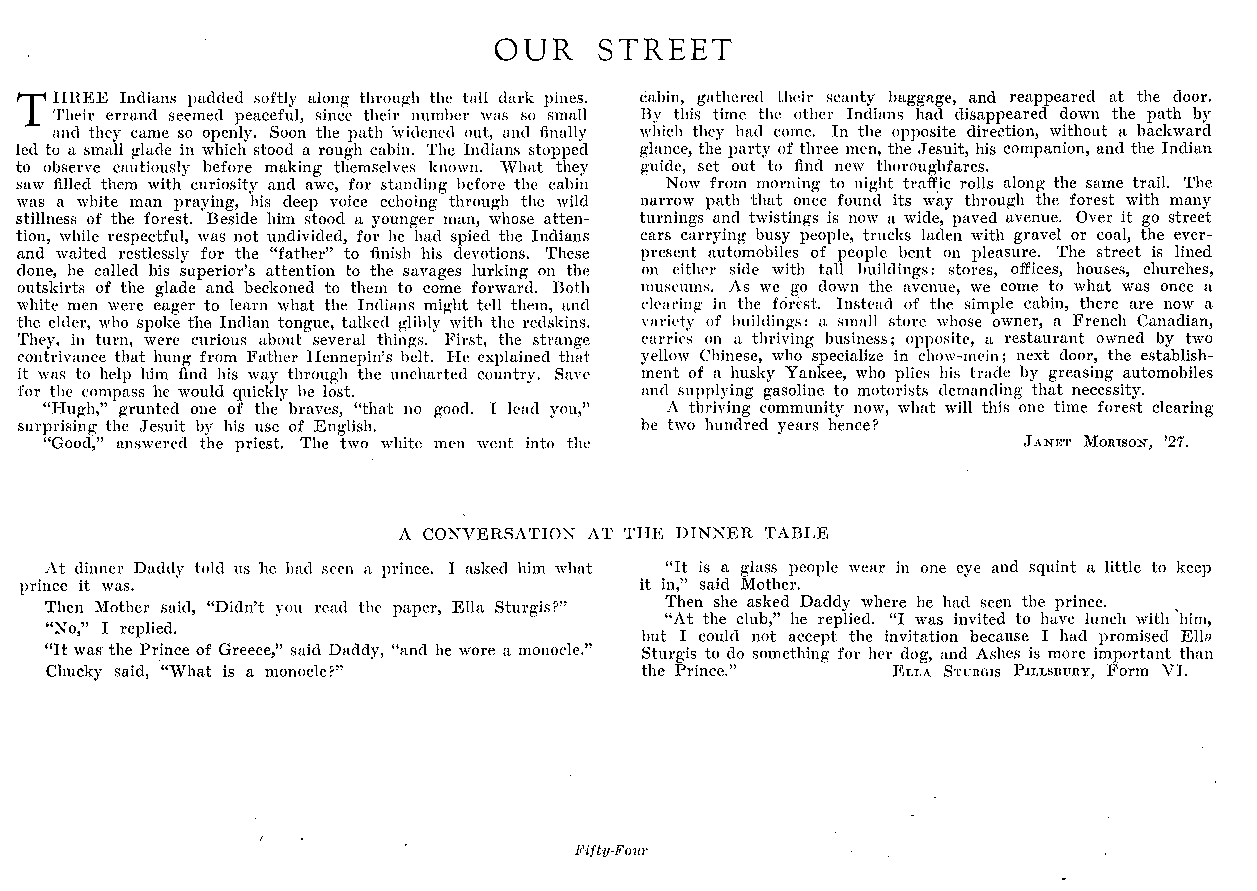 OUR STREET
THREE Indians padded softly along through the tall dark pines.
Their errand seemed peaceful, since their number was so small
and they came so openly. Soon the path widened out, and finally
led to a small glade in which stood a rough cabin. The Indians stopped
to observe cautiously before making themselves known. What they
saw filled them with curiosity and awe, for standing before the cabin
was a white man praying, his deep voice echoing through the wild
stillness of the forest. Beside him stood a younger man, whose atten-
tion, while respectful, was not undivided, for he had spied the Indians
and waited restlessly for the "father" to finish his devotions. These
done, he called his superior's attention to the savages lurking on the
outskirts of the glade and beckoned to them to come forward. Both
white men were eager to learn what the Indians might tell them, and
the elder, who spoke the Indian tongue, talked glibly with the redskins.
They, in turn, were curious about several things. First, the strange
contrivance that hung from Father Hennepin's belt. He explained that
it was to help him find his way through the uncharted country. Save
for the compass he would quickly be lost.
"Hugh," grunted one of the braves, "that no good. I lead you,"
surprising the Jesuit by his use of English.
"Good," answered the priest. The two white men went into the
cabin, gathered their scanty baggage, and reappeared at the door.
By this time the other Indians had disappeared down the path by
which they had come. In the opposite direction, without a backward
glance, the party of three men, the Jesuit, his companion, and the Indian
guide, set out to find new thoroughfares.
Now from morning to night traffic rolls along the same trail. The
narrow path that once found its way through the forest with many
turnings and twistings is now a wide, paved avenue. Over it go street
cars carrying busy people, trucks laden with gravel or coal, the ever-
present automobiles of people bent on pleasure. The street is lined
on either side with tall buildings: stores, offices, houses, churches,
museums. As we go down the avenue, we come to what was once a
clearing in the forest. Instead of the simple cabin, there are now a
variety of buildings: a small store whose owner, a French Canadian,
carries on a thriving business; opposite, a restaurant owned by two
yellow Chinese, who specialize in chow-mein; next door, the establish-
ment of a husky Yankee, who plies his trade by greasing automobiles
and supplying gasoline to motorists demanding that necessity.
A thriving community now, what will this one time forest clearing
be two hundred years hence?
JANET MORISON, '27.
A CONVERSATION AT THE DINNER TABLE
At dinner Daddy told us he had seen a prince. I asked him what
prince it was.
Then Mother said, "Didn't you read the paper, Ella Sturgis?"
"No," I replied.
"It was the Prince of Greece," said Daddy, "and he wore a monocle."
Chucky said, "What is a monocle?"
"It is a glass people wear in one eye and squint a little to keep
it in," said Mother.
Then she asked Daddy where he had seen the prince.
"At the club," he replied. "I was invited to have lunch with him,
but I could not accept the invitation because I had promised Ella
Sturgis to do something for her dog, and Ashes is more important than
the Prince." ELLA STURGIS PILLSBURY, Form VI.
Fifty-Four